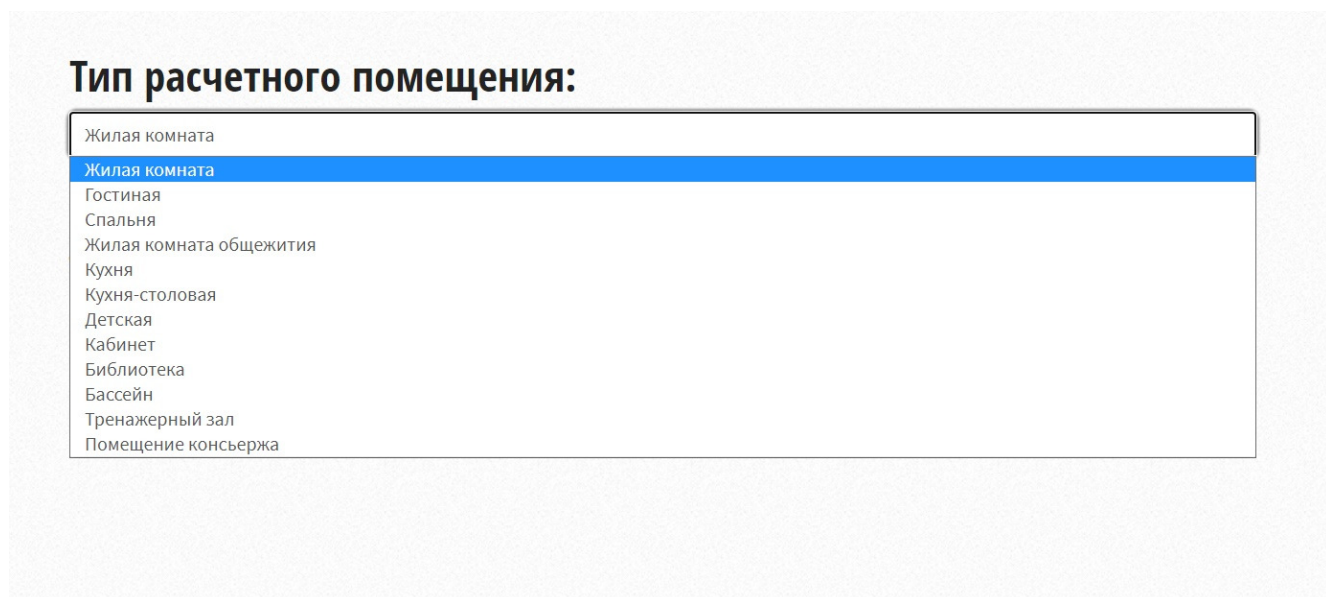 Тип расчетного помещения:
Жилая комната
Жилая комната
Гостиная
Спальня
Жилая комната общежития
Кухня
Кухня-столовая
Детская
Кабинет
Библиотека
Бассейн
Тренажерный зал
Помещение консьержа